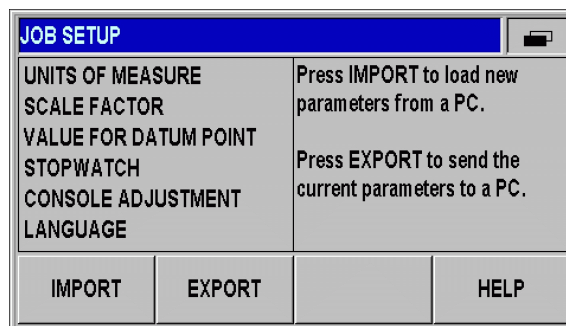 JOB SETUP
UNITS OF MEASURE
SCALE FACTOR
VALUE FOR DATUM POINT
STOPWATCH
CONSOLE ADJUSTMENT
LANGUAGE
Press IMPORT to load new
parameters from a PC.
Press EXPORT to send the
current parameters to a PC.
IMPORT
EXPORT
HELP